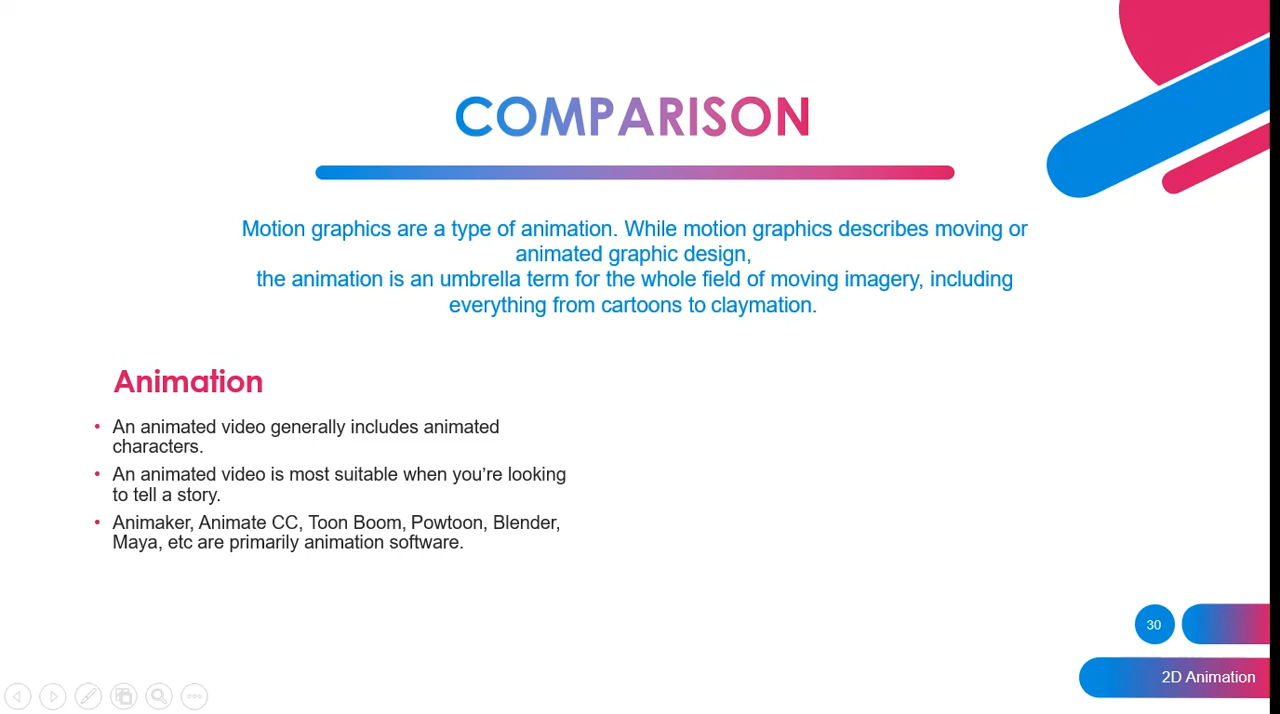 COMPARISON
Motion graphics are a type of animation. While motion graphics describes moving or
animated graphic design,
the animation is an umbrella term for the whole field of moving imagery, including
everything from cartoons to claymation.
Animation
• An animated video generally includes animated
characters.
• An animated video is most suitable when you’re looking
to tell a story.
• Animaker, Animate CC, Toon Boom, Powtoon, Blender,
Maya, etc are primarily animation software.
30
2D Animation